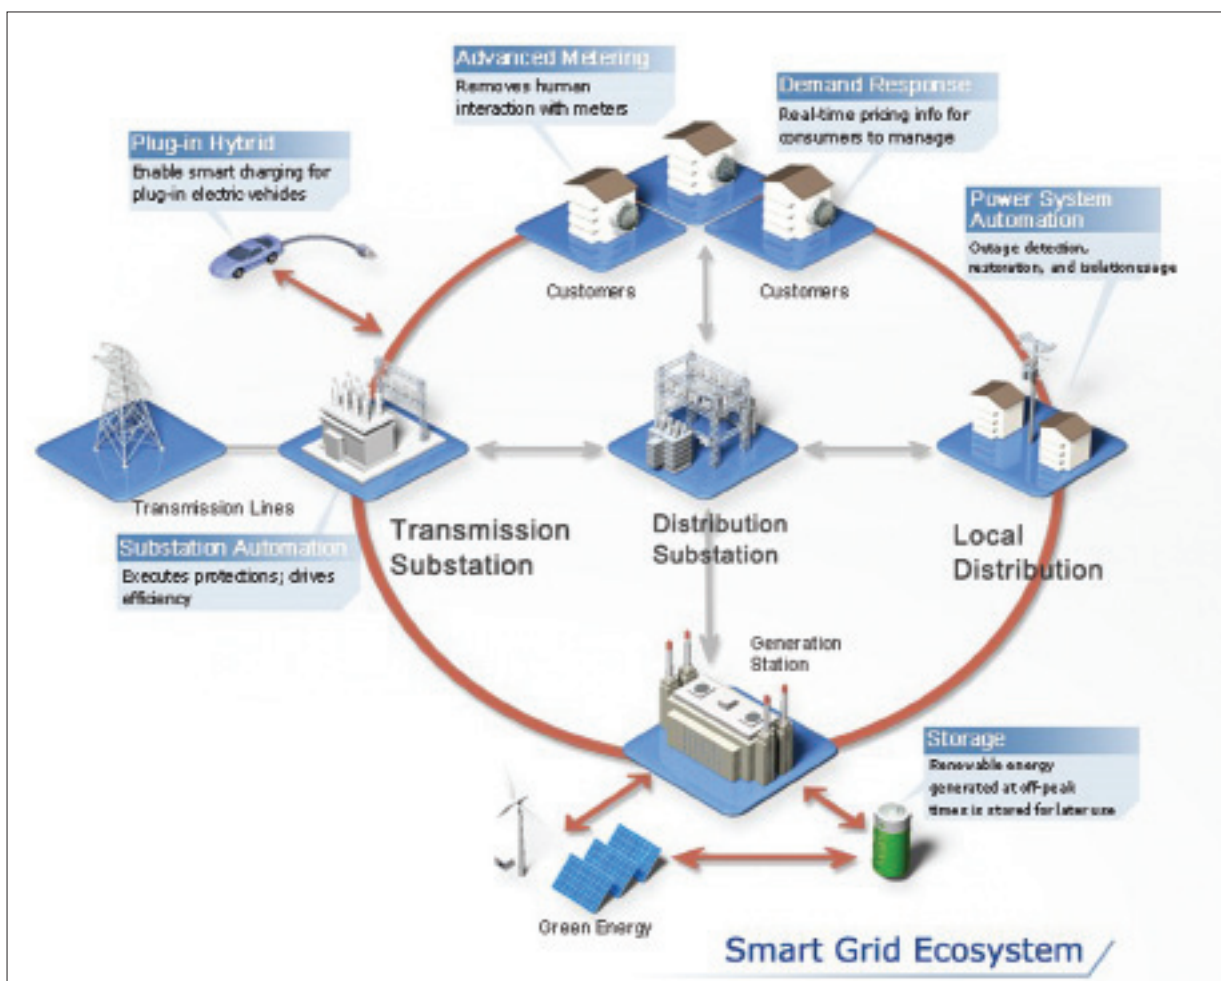 Advanced Metering
Removes human
interaction with meters
Demand Response
Real-time pricing info for
consumers to manage
Plug-in Hybrid
Enable smart charging for
plug-in electric vehicles
Power System
Automation
Outage detection,
restoration, and isolationusage
Customers
Customers
Transmission Lines
Substation Automation
Executes protections; drives
efficiency
Transmission
Substation
Distribution
Substation
Local
Distribution
Generation
Station
Storage
Renewable energy
generated at off-peak
times is stored for later use
Green Energy
Smart Grid Ecosystem